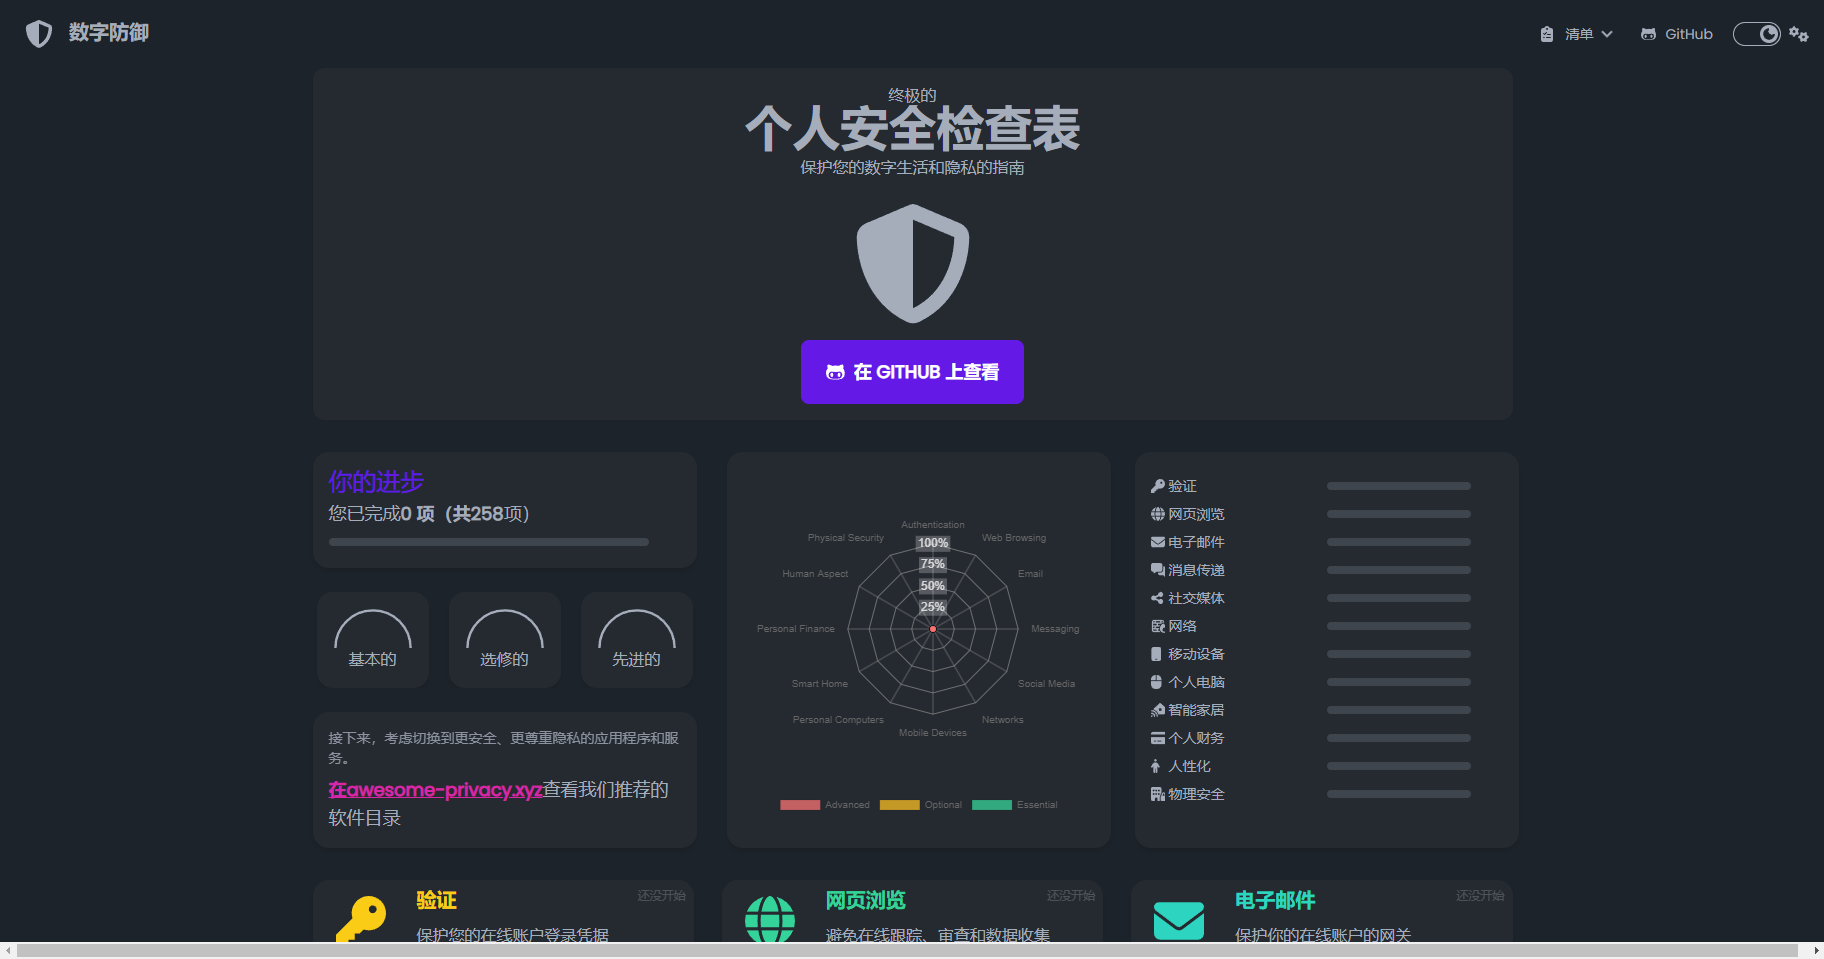 数字防御
清单
GitHub
终极的
个人安全检查表
保护您的数字生活和隐私的指南
在 GITHUB 上查看
你的进步
您已完成0 项（共258项）
基本的
选修的
先进的
接下来，考虑切换到更安全、更尊重隐私的应用程序和服
务。
在awesome-privacy.xyz查看我们推荐的
软件目录
Authentication
Physical Security
Web Browsing
100%
75%
Human Aspect
Email
50%
25%
Personal Finance
Messaging
Smart Home
Social Media
Personal Computers
Networks
Mobile Devices
Advanced
Optional
Essential
验证
网页浏览
电子邮件
消息传递
社交媒体
网络
移动设备
个人电脑
智能家居
个人财务
人性化
物理安全
验证
还没开始
保护您的在线账户登录凭据
网页浏览
还没开始
避免在线跟踪、审查和数据收集
电子邮件
还没开始
保护你的在线账户的网关